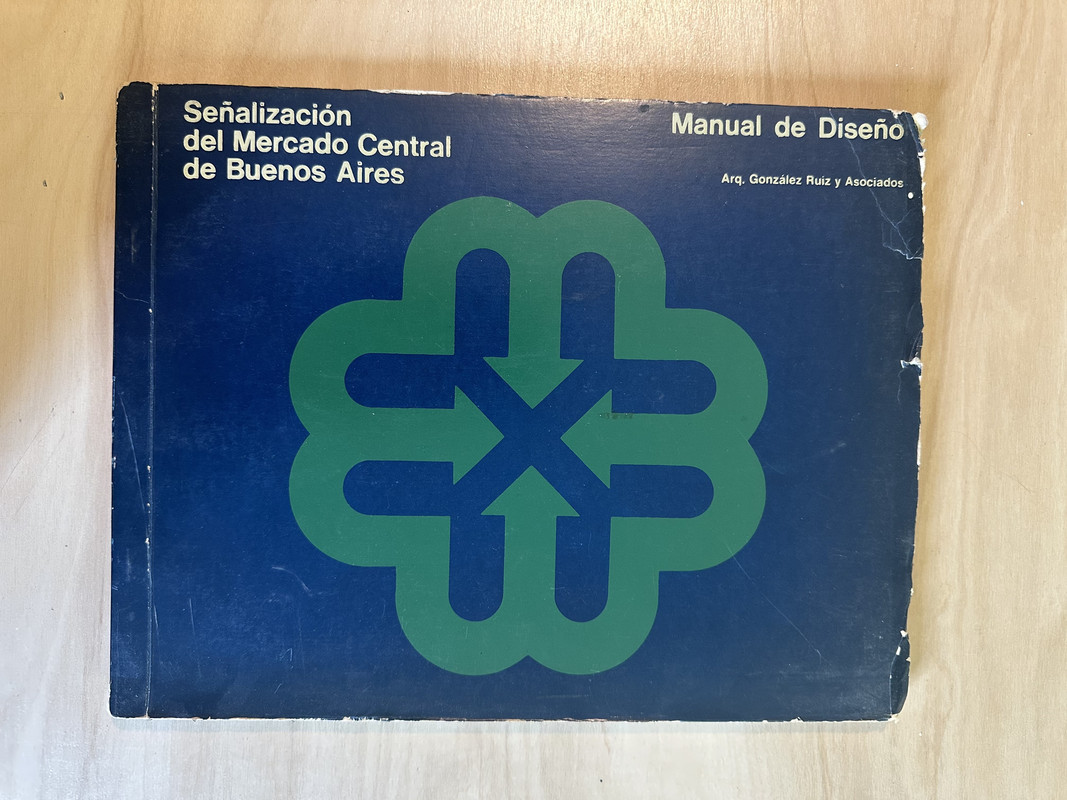 Señalización
del Mercado Central
de Buenos Aires
Manual de Diseño
Arq. González Ruiz y Asociados